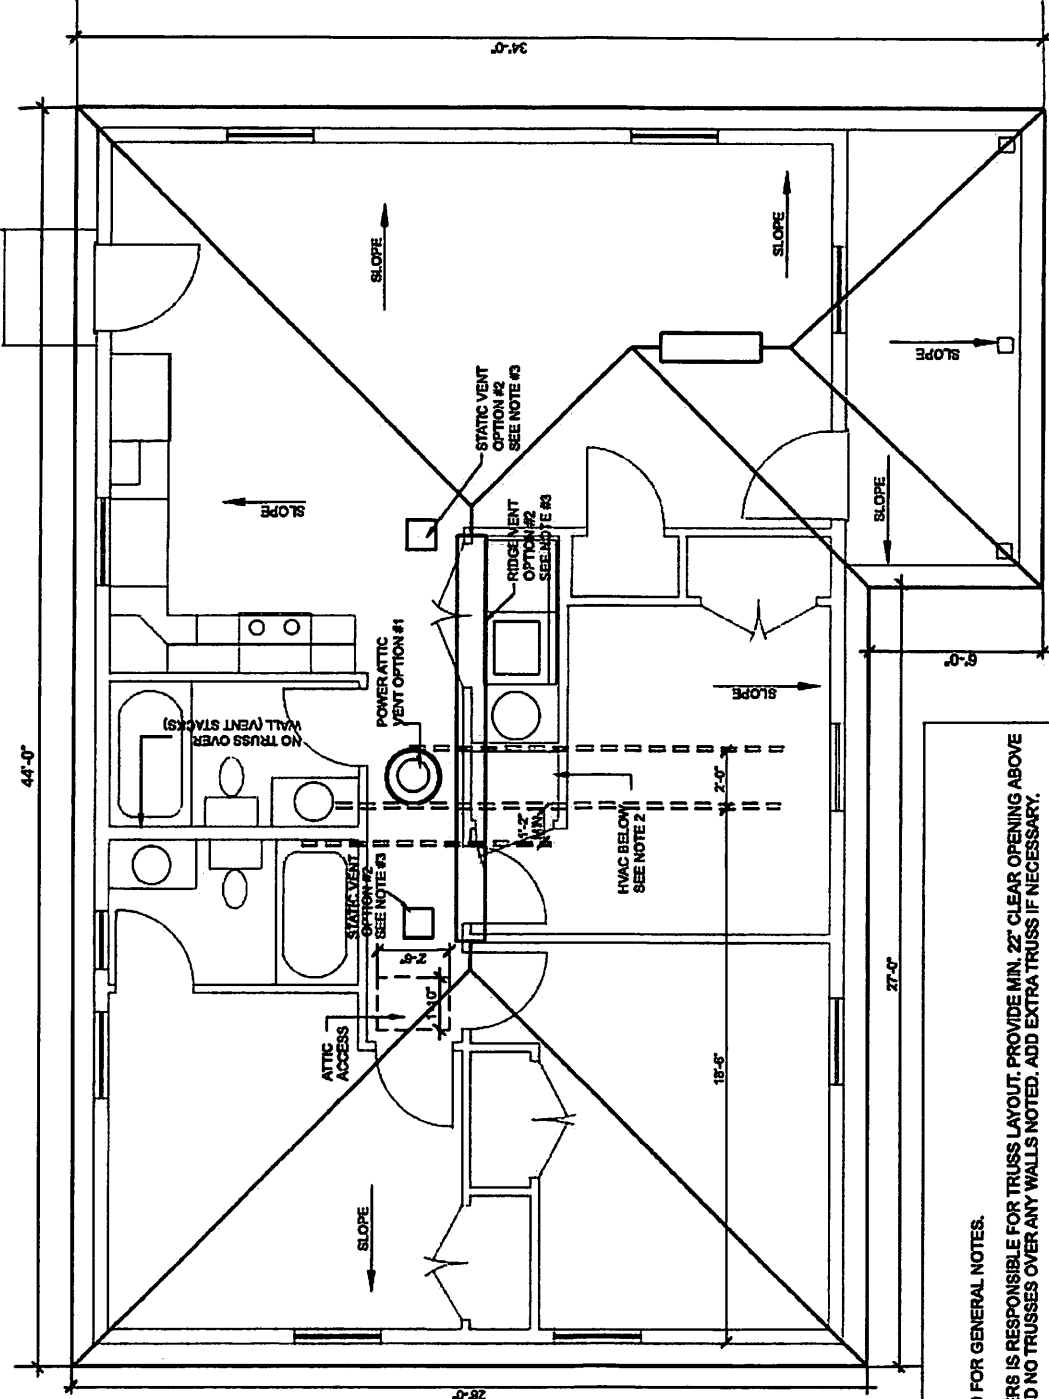 34'-0"
44'-0"
SLOPE
SLOPE
STATIC VENT
OPTION #2
SEE NOTE #3
SLOPE
SLOPE
RIDGE VENT
OPTION #2
SEE NOTE #3
SLOPE
POWER ATTIC
VENT OPTION #1
NO TRUSS OVER
WALL (VENT STACKS)
SLOPE
6'-0"
2'-0"
1'-2"
MIN.
HVAC BELOW
SEE NOTE 2
STATIC VENT
OPTION #2
SEE NOTE #3
ATTIC
ACCESS
18'-6"
27'-0"
SLOPE
28'-0"
FOR GENERAL NOTES.
RS IS RESPONSIBLE FOR TRUSS LAYOUT. PROVIDE MIN. 22" CLEAR OPENING ABOVE
D NO TRUSSES OVER ANY WALLS NOTED. ADD EXTRA TRUSS IF NECESSARY.